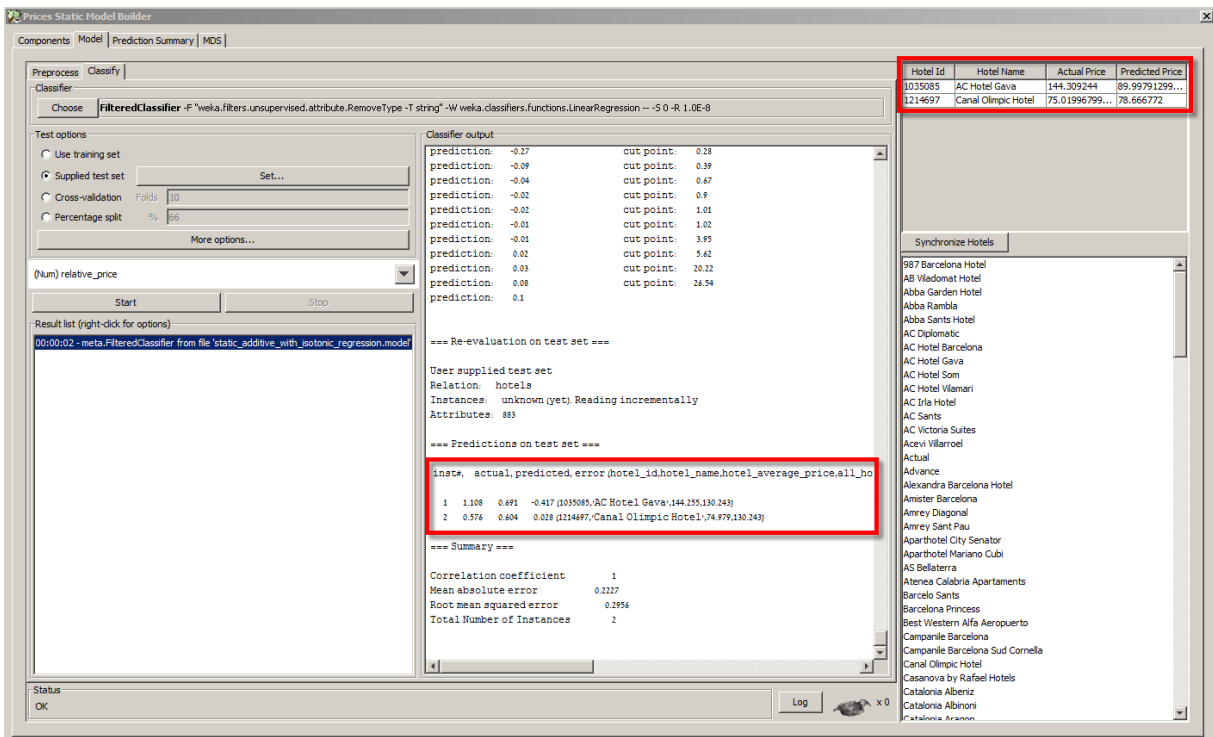 Prices Static Model Builder
Components Model Prediction Summary MDS
Preprocess Classify
Classifier
Choose FilteredClassifier -F "weka.filters.unsupervised.attribute.RemoveType -T string" -W weka.classifiers.functions.LinearRegression -- -S 0 -R 1.0E-8
Test options
Use training set
Supplied test set Set...
Cross-validation Folds 10
Percentage split % 66
More options...
(Num) relative_price
Start Stop
Result list (right-click for options)
00:00:02 - meta.FilteredClassifier from file 'static_additive_with_isotonic_regression.model'
Classifier output
prediction: -0.27 cut point: 0.28
prediction: -0.09 cut point: 0.39
prediction: -0.04 cut point: 0.67
prediction: -0.02 cut point: 0.9
prediction: -0.02 cut point: 1.01
prediction: -0.01 cut point: 1.02
prediction: -0.01 cut point: 3.95
prediction: 0.02 cut point: 5.62
prediction: 0.03 cut point: 20.22
prediction: 0.08 cut point: 26.54
prediction: 0.1
=== Re-evaluation on test set ===
User supplied test set
Relation: hotels
Instances: unknown (yet). Reading incrementally
Attributes: 883
=== Predictions on test set ===
inst#, actual, predicted, error (hotel_id,hotel_name,hotel_average_price,all_ho
1 1.108 0.691 -0.417 (1035085,'AC Hotel Gava',144.255,130.243)
2 0.576 0.604 0.028 (1214697,'Canal Olimpic Hotel',74.979,130.243)
=== Summary ===
Correlation coefficient 1
Mean absolute error 0.2227
Root mean squared error 0.2956
Total Number of Instances 2
Hotel Id Hotel Name Actual Price Predicted Price
1035085 AC Hotel Gava 144.309244 89.99791299...
1214697 Canal Olimpic Hotel 75.01996799... 78.666772
Synchronize Hotels
987 Barcelona Hotel
AB Viladomat Hotel
Abba Garden Hotel
Abba Rambla
Abba Sants Hotel
AC Diplomatic
AC Hotel Barcelona
AC Hotel Gava
AC Hotel Som
AC Hotel Vilamari
AC Irla Hotel
AC Sants
AC Victoria Suites
Acevi Villarroel
Actual
Advance
Alexandra Barcelona Hotel
Amister Barcelona
Amrey Diagonal
Amrey Sant Pau
Aparthotel City Senator
Aparthotel Mariano Cubi
AS Bellaterra
Atenea Calabria Apartaments
Barcelo Sants
Barcelona Princess
Best Western Alfa Aeropuerto
Campanile Barcelona
Campanile Barcelona Sud Cornella
Canal Olimpic Hotel
Casanova by Rafael Hotels
Catalonia Albeniz
Catalonia Albinoni
Catalonia Aragon
Status
OK
Log x 0